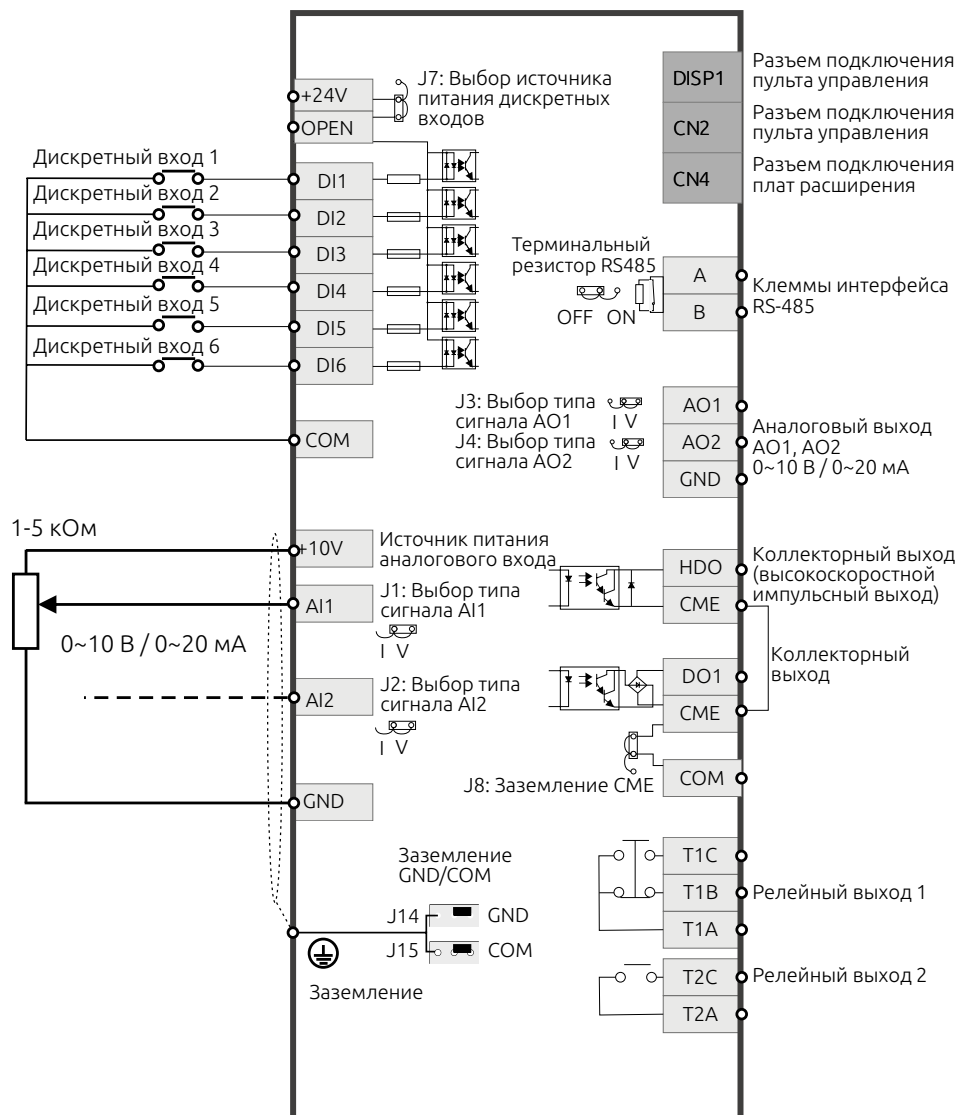 J7: Выбор источника
питания дискретных
входов
+24V
OPEN
Дискретный вход 1
DI1
Дискретный вход 2
DI2
Дискретный вход 3
DI3
Дискретный вход 4
DI4
Дискретный вход 5
DI5
Дискретный вход 6
DI6
COM
1-5 кОм
+10V
Источник питания
аналогового входа
AI1
J1: Выбор типа
сигнала AI1
I V
0~10 В / 0~20 мА
AI2
J2: Выбор типа
сигнала AI2
I V
GND
Заземление
GND/COM
J14
GND
J15
COM
Заземление
DISP1
Разъем подключения
пульта управления
CN2
Разъем подключения
пульта управления
CN4
Разъем подключения
плат расширения
Терминальный
резистор RS485
OFF ON
A
B
Клеммы интерфейса
RS-485
J3: Выбор типа
сигнала AO1
I V
J4: Выбор типа
сигнала AO2
I V
AO1
AO2
GND
Аналоговый выход
AO1, AO2
0~10 В / 0~20 мА
HDO
CME
Коллекторный выход
(высокоскоростной
импульсный выход)
DO1
CME
Коллекторный
выход
J8: Заземление CME
COM
T1C
T1B
T1A
Релейный выход 1
T2C
T2A
Релейный выход 2